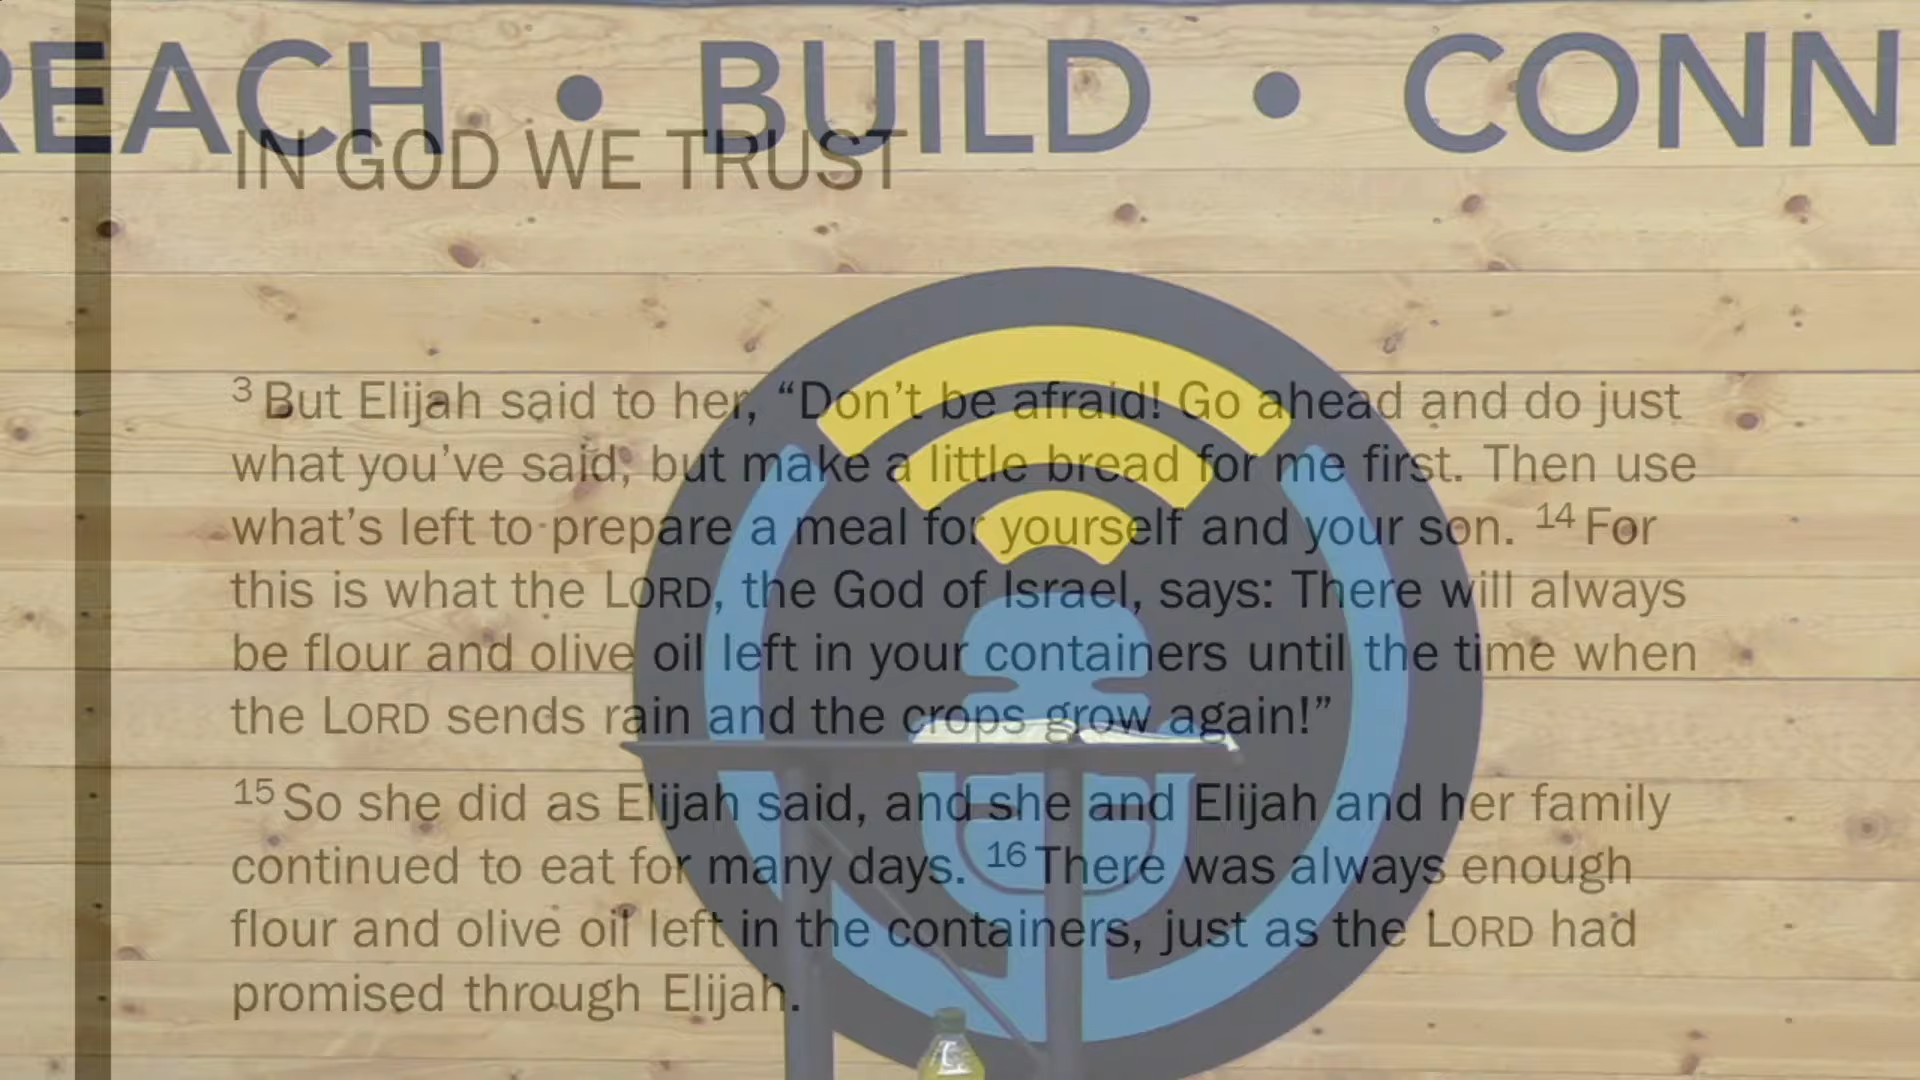 REACH • BUILD • CONN
IN GOD WE TRUST
3 But Elijah said to her, “Don’t be afraid! Go ahead and do just
what you’ve said, but make a little bread for me first. Then use
what’s left to prepare a meal for yourself and your son. 14 For
this is what the LORD, the God of Israel, says: There will always
be flour and olive oil left in your containers until the time when
the LORD sends rain and the crops grow again!”
15 So she did as Elijah said, and she and Elijah and her family
continued to eat for many days. 16 There was always enough
flour and olive oil left in the containers, just as the LORD had
promised through Elijah.